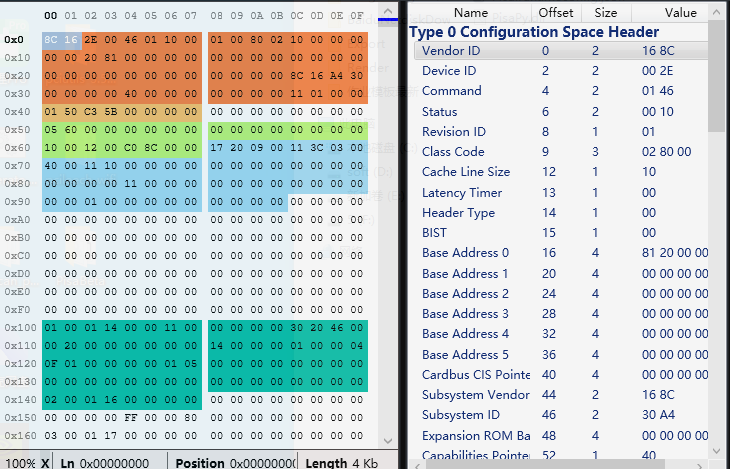 00 01 02 03 04 05 06 07 08 09 0A 0B 0C 0D 0E 0F
0x0 8C 16 2E 00 46 01 10 00 01 00 80 02 10 00 00 00
0x10 00 00 20 81 00 00 00 00 00 00 00 00 00 00 00 00
0x20 00 00 00 00 00 00 00 00 00 00 00 00 8C 16 A4 30
0x30 00 00 00 00 40 00 00 00 00 00 00 00 11 01 00 00
0x40 01 50 C3 5B 00 00 00 00 00 00 00 00 00 00 00 00
0x50 05 60 00 00 00 00 00 00 00 00 00 00 00 00 00 00
0x60 10 00 12 00 C0 8C 00 00 17 20 09 00 11 3C 03 00
0x70 40 00 11 10 00 00 00 00 00 00 00 00 00 00 00 00
0x80 00 00 00 00 11 00 00 00 00 00 00 00 00 00 00 00
0x90 00 00 01 00 00 00 00 00 00 00 00 00 00 00 00 00
0xA0 00 00 00 00 00 00 00 00 00 00 00 00 00 00 00 00
0xB0 00 00 00 00 00 00 00 00 00 00 00 00 00 00 00 00
0xC0 00 00 00 00 00 00 00 00 00 00 00 00 00 00 00 00
0xD0 00 00 00 00 00 00 00 00 00 00 00 00 00 00 00 00
0xE0 00 00 00 00 00 00 00 00 00 00 00 00 00 00 00 00
0xF0 00 00 00 00 00 00 00 00 00 00 00 00 00 00 00 00
0x100 01 00 01 14 00 00 11 00 01 00 00 00 30 20 46 00
0x110 00 20 00 00 00 00 00 00 14 00 00 00 01 00 00 04
0x120 0F 01 00 00 00 00 01 05 00 00 00 00 00 00 00 00
0x130 00 00 00 00 00 00 00 00 00 00 00 00 00 00 00 00
0x140 02 00 01 16 00 00 00 00 00 00 00 00 00 00 00 00
0x150 00 00 00 00 FF 00 00 80 00 00 00 00 00 00 00 00
0x160 03 00 01 17 00 00 00 00 00 00 00 00 00 00 00 00
100% X Ln 0x00000000 Position 0x0000000( Length 4 Kb
Name Offset Size Value
Type 0 Configuration Space Header
Vendor ID 0 2 16 8C
Device ID 2 2 00 2E
Command 4 2 01 46
Status 6 2 00 10
Revision ID 8 1 01
Class Code 9 3 02 80 00
Cache Line Size 12 1 10
Latency Timer 13 1 00
Header Type 14 1 00
BIST 15 1 00
Base Address 0 16 4 81 20 00 00
Base Address 1 20 4 00 00 00 00
Base Address 2 24 4 00 00 00 00
Base Address 3 28 4 00 00 00 00
Base Address 4 32 4 00 00 00 00
Base Address 5 36 4 00 00 00 00
Cardbus CIS Pointe 40 4 00 00 00 00
Subsystem Vendor 44 2 16 8C
Subsystem ID 46 2 30 A4
Expansion ROM Ba 48 4 00 00 00 00
Capabilities Pointer 52 1 40